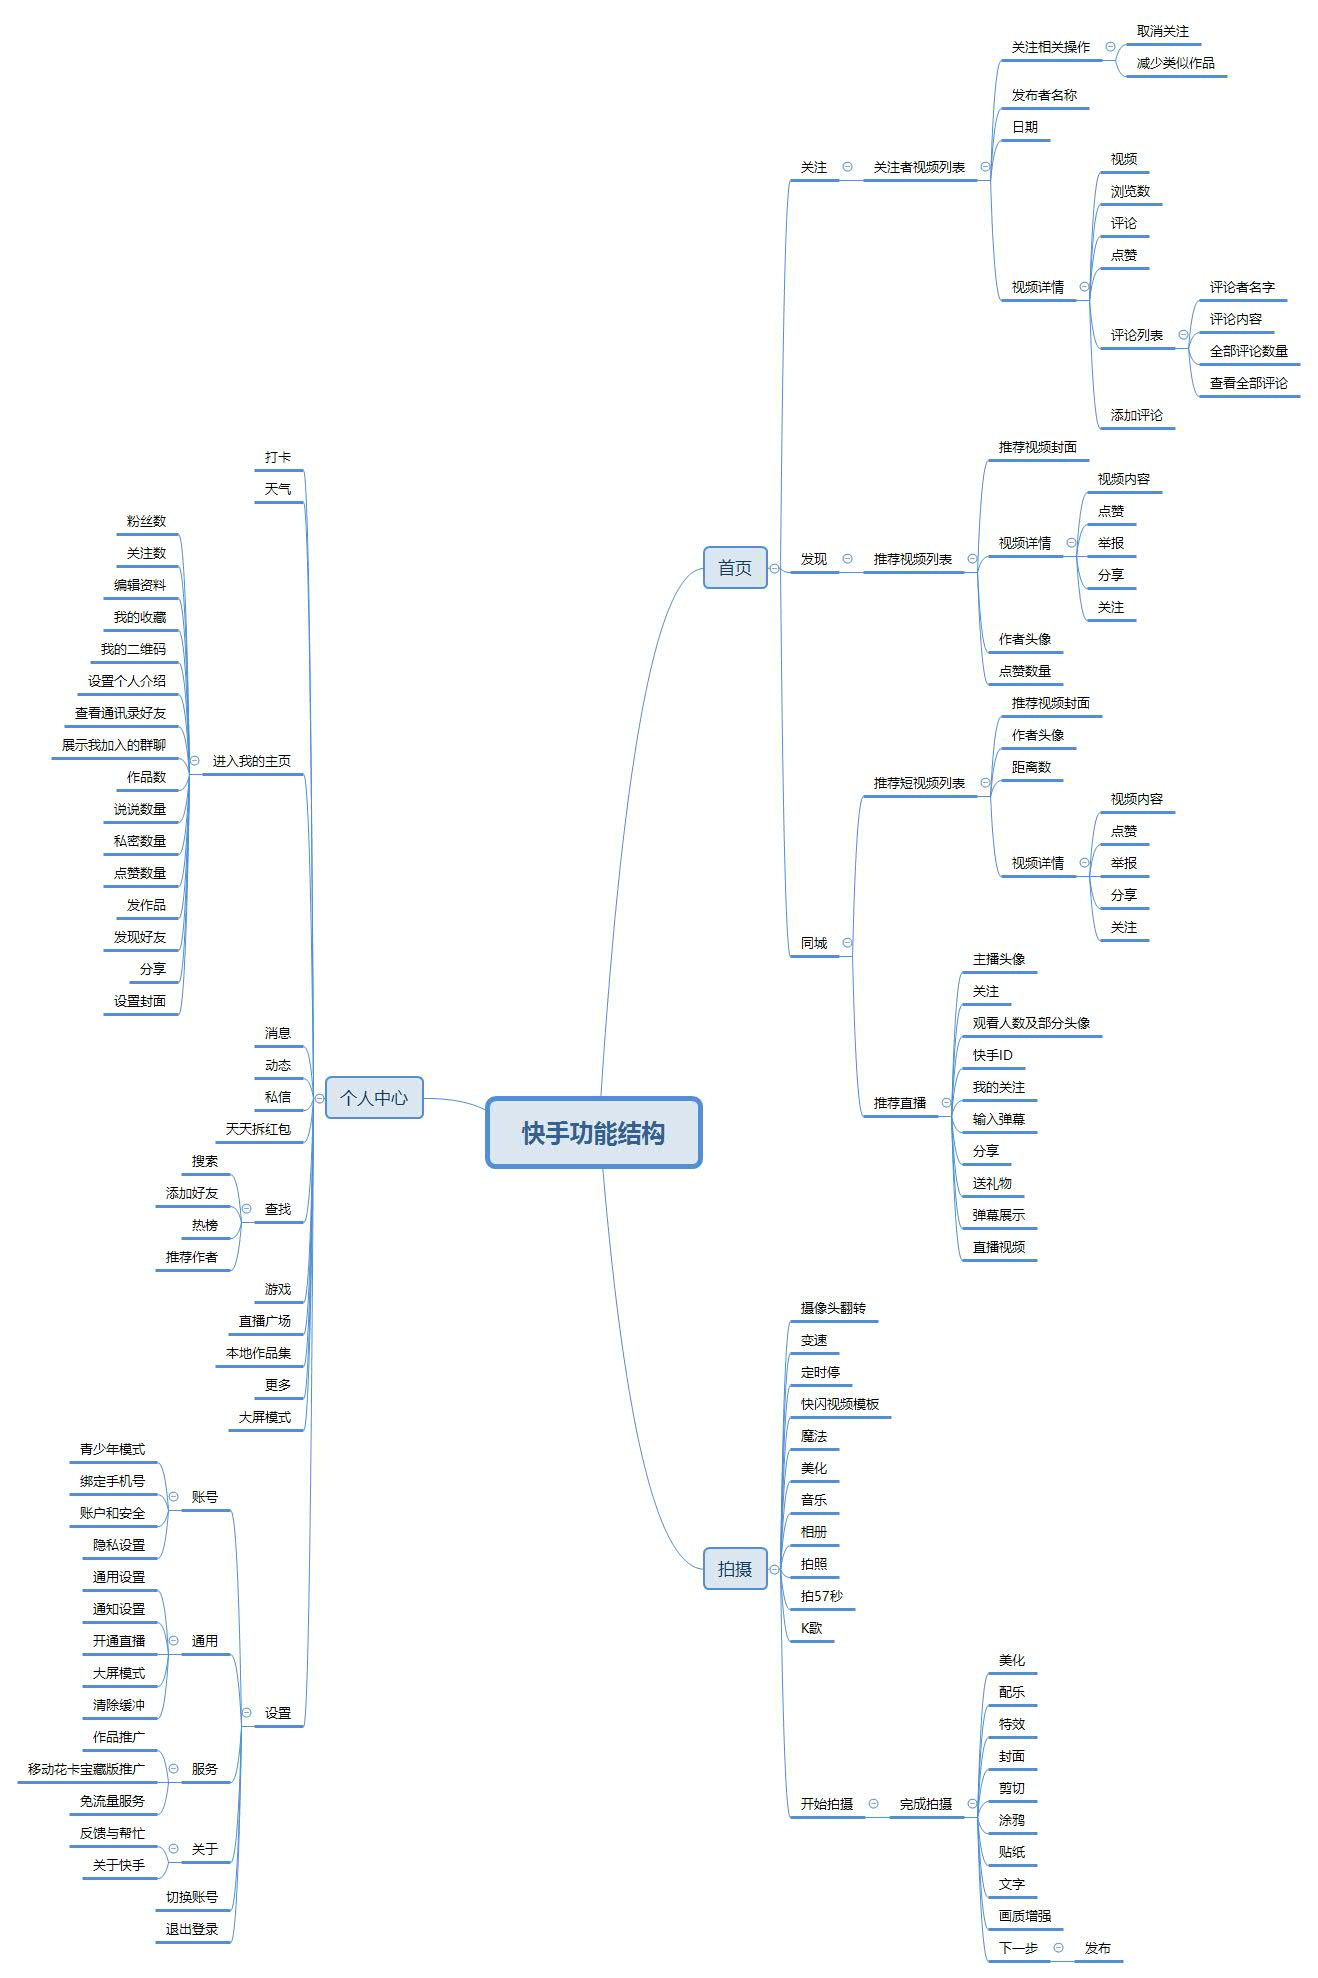 快手功能结构
首页
关注
关注者视频列表
关注相关操作
取消关注
减少类似作品
发布者名称
日期
视频详情
视频
浏览数
评论
点赞
评论列表
评论者名字
评论内容
全部评论数量
查看全部评论
添加评论
发现
推荐视频列表
推荐视频封面
视频详情
视频内容
点赞
举报
分享
关注
作者头像
点赞数量
同城
推荐短视频列表
推荐视频封面
作者头像
距离数
视频详情
视频内容
点赞
举报
分享
关注
推荐直播
主播头像
关注
观看人数及部分头像
快手ID
我的关注
输入弹幕
分享
送礼物
弹幕展示
直播视频
拍摄
摄像头翻转
变速
定时停
快闪视频模板
魔法
美化
音乐
相册
拍照
拍57秒
K歌
开始拍摄
完成拍摄
美化
配乐
特效
封面
剪切
涂鸦
贴纸
文字
画质增强
下一步
发布
个人中心
打卡
天气
进入我的主页
粉丝数
关注数
编辑资料
我的收藏
我的二维码
设置个人介绍
查看通讯录好友
展示我加入的群聊
作品数
说说数量
私密数量
点赞数量
发作品
发现好友
分享
设置封面
消息
动态
私信
天天拆红包
查找
搜索
添加好友
热榜
推荐作者
游戏
直播广场
本地作品集
更多
大屏模式
设置
账号
青少年模式
绑定手机号
账户和安全
隐私设置
通用
通用设置
通知设置
开通直播
大屏模式
清除缓冲
服务
作品推广
移动花卡宝藏版推广
免流量服务
关于
反馈与帮忙
关于快手
切换账号
退出登录